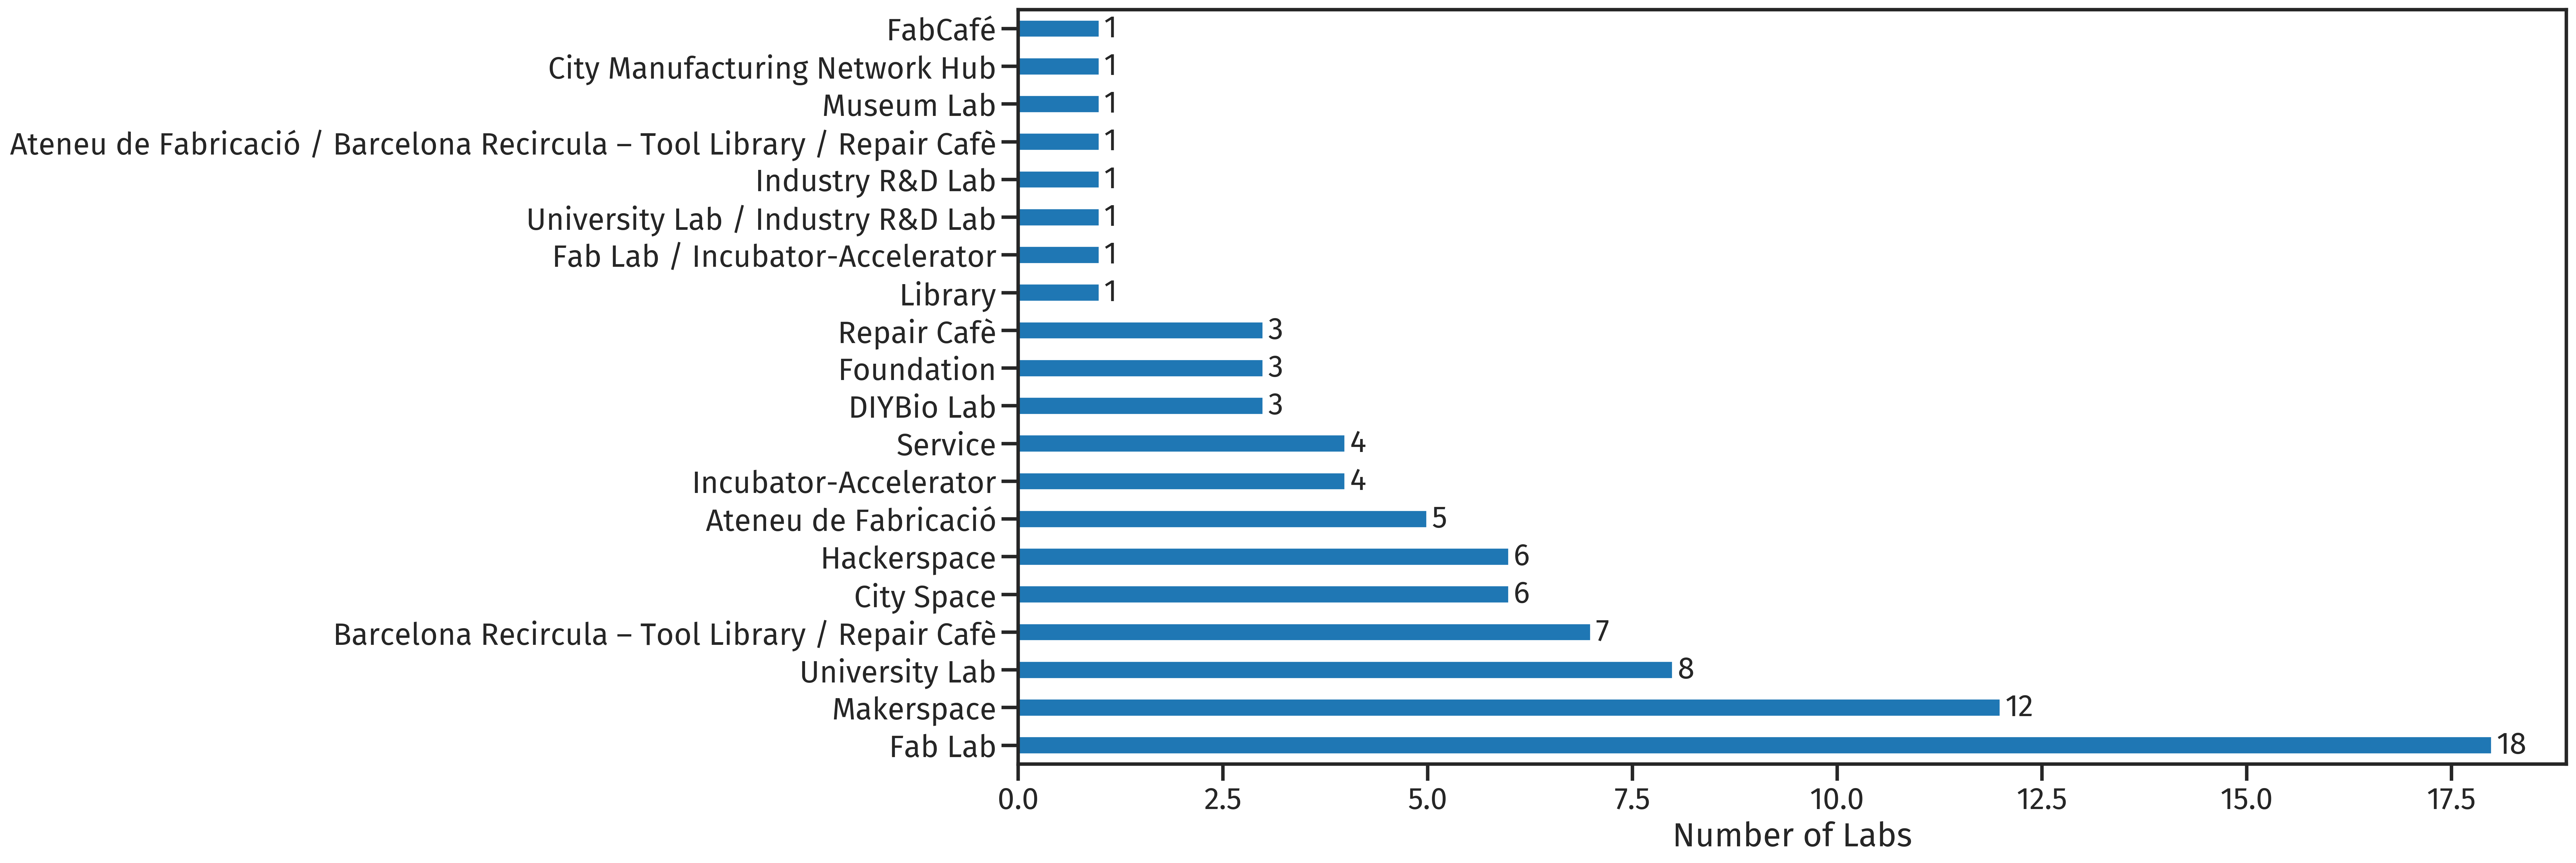 FabCafé 1
City Manufacturing Network Hub 1
Museum Lab 1
Ateneu de Fabricació / Barcelona Recircula – Tool Library / Repair Cafè 1
Industry R&D Lab 1
University Lab / Industry R&D Lab 1
Fab Lab / Incubator-Accelerator 1
Library 1
Repair Cafè 3
Foundation 3
DIYBio Lab 3
Service 4
Incubator-Accelerator 4
Ateneu de Fabricació 5
Hackerspace 6
City Space 6
Barcelona Recircula – Tool Library / Repair Cafè 7
University Lab 8
Makerspace 12
Fab Lab 18
0.0 2.5 5.0 7.5 10.0 12.5 15.0 17.5
Number of Labs